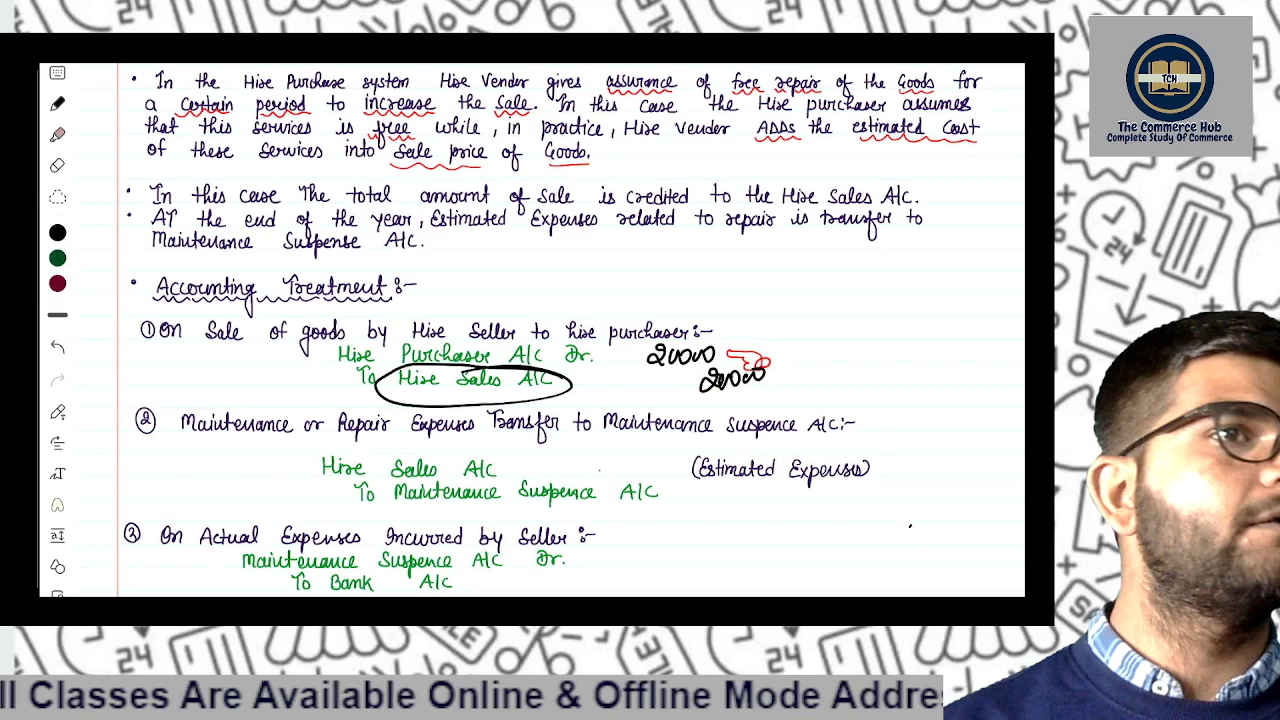 • In the Hire Purchase system Hire Vendor gives assurance of free repair of the Goods for
a certain period to increase the Sale. In this case the Hire purchaser assumes
that this services is free while, in practice, Hire vender ADDs the estimated cost
of these services into Sale price of Goods.
• In this case The total amount of Sale is credited to the Hire Sales A/C.
• AT the end of the year, Estimated Expenses related to repair is transfer to
Maintenance Suspense A/C.
• Accounting Treatment :-
① On Sale of goods by Hire Seller to hire purchaser:-
Hire Purchaser A/C Dr. 20000
To Hire Sales A/C 20000
② Maintenance or Repair Expenses Transfer to Maintenance Suspence A/C:-
Hire Sales A/C (Estimated Expenses)
To Maintenance Suspence A/C
③ On Actual Expenses Incurred by Seller:-
Maintenance Suspence A/C Dr.
To Bank A/C
TCH
The Commerce Hub
Complete Study Of Commerce
ll Classes Are Available Online & Offline Mode Addre